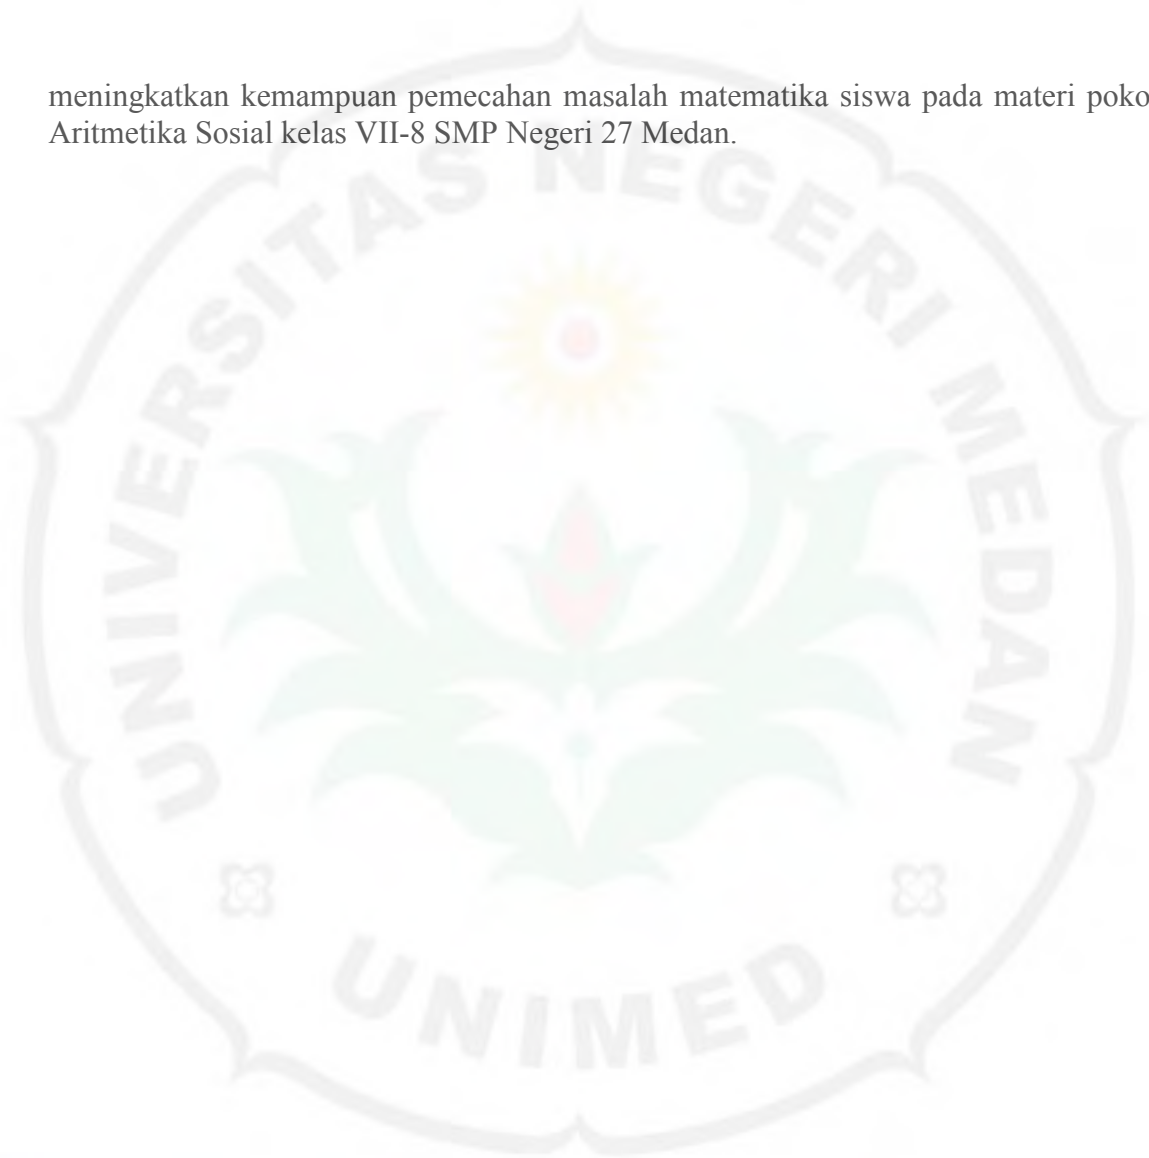 meningkatkan kemampuan pemecahan masalah matematika siswa pada materi poko
Aritmetika Sosial kelas VII-8 SMP Negeri 27 Medan.
UNIVERSITAS NEGERI MEDAN
UNIMED